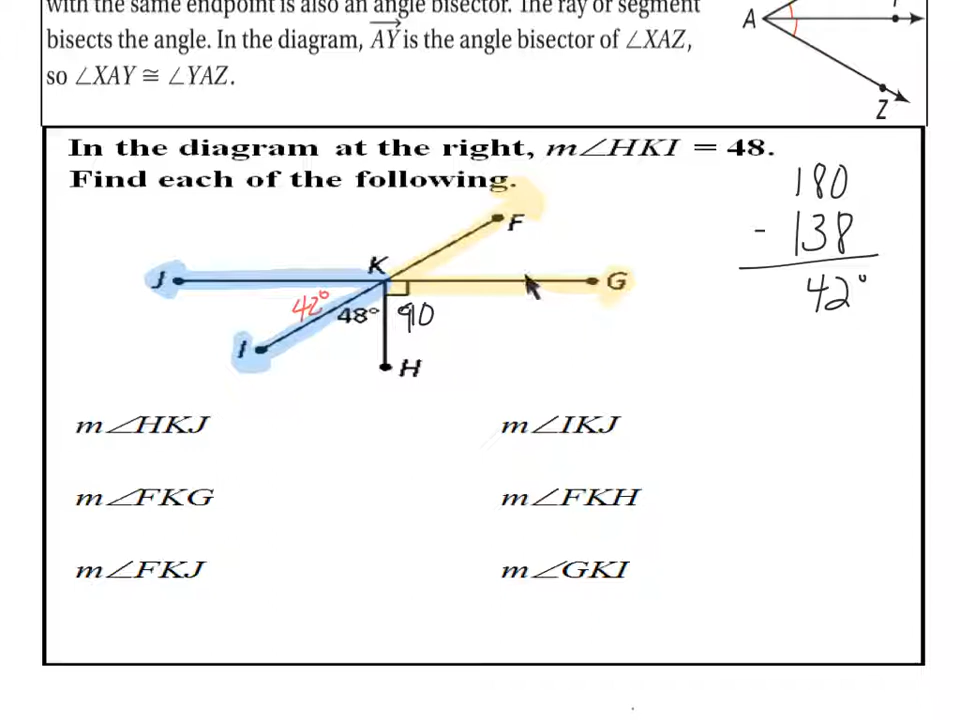 with the same endpoint is also an angle bisector. The ray or segment
bisects the angle. In the diagram, AY is the angle bisector of ∠XAZ,
so ∠XAY ≅ ∠YAZ.
A
Z
In the diagram at the right, m∠HKI = 48.
Find each of the following.
180
- 138
42°
F
K
J
G
42°
48°
90
I
H
m∠HKJ
m∠IKJ
m∠FKG
m∠FKH
m∠FKJ
m∠GKI